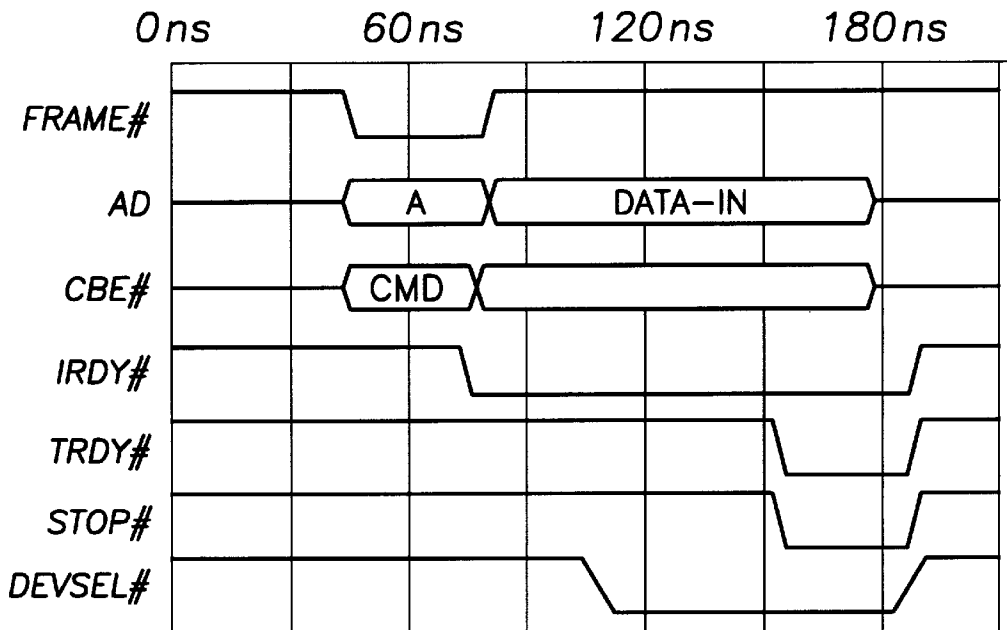 0ns 60ns 120ns 180ns
FRAME#
AD A DATA-IN
CBE# CMD
IRDY#
TRDY#
STOP#
DEVSEL#